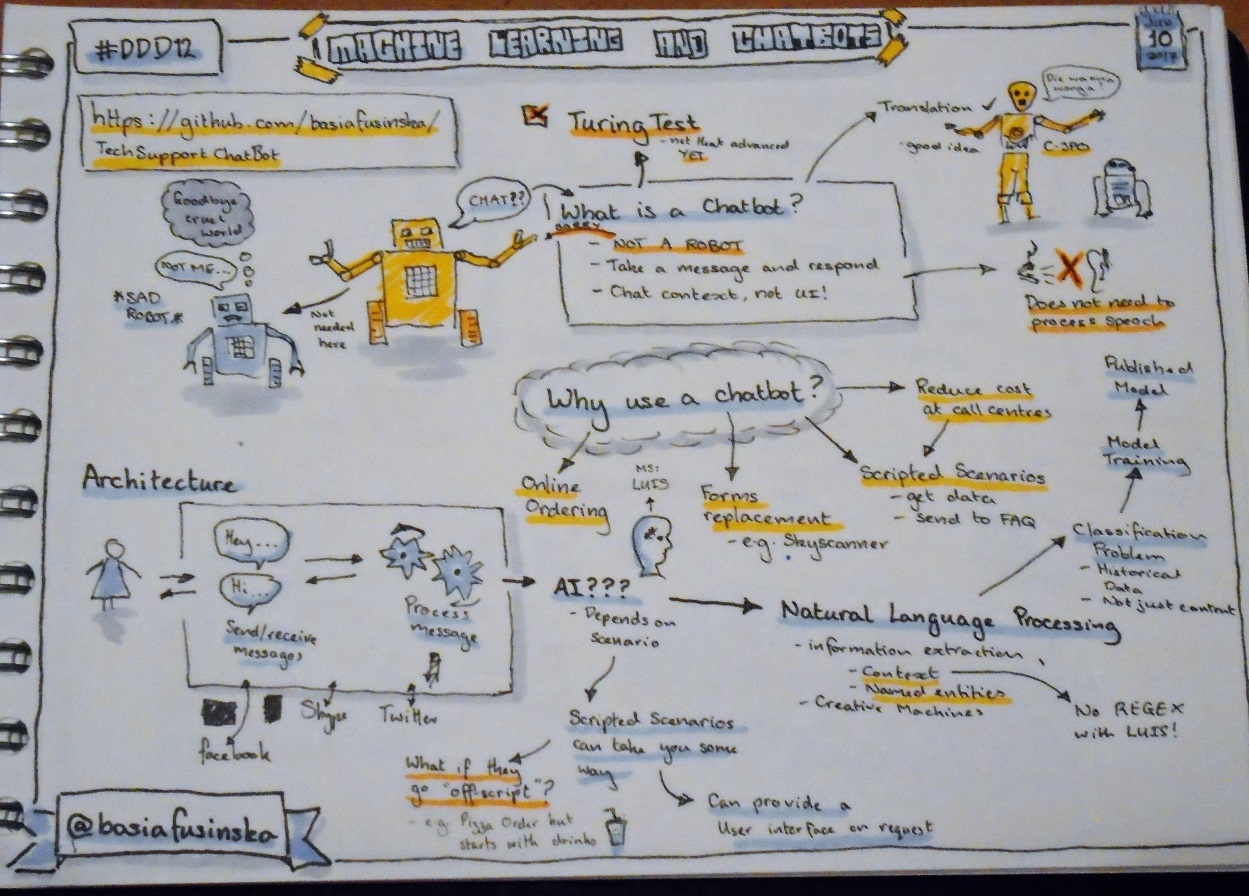 #DDD12
MACHINE LEARNING AND CHATBOTS
June
10
2017
https://github.com/basiafusinska/
TechSupportChatBot
Turing Test
- not that advanced
YET
Translation ✓
- good idea
Die wanna
wanga!
C-3PO
Goodbye
cruel
world
NOT ME...
*SAD
ROBOT*
Not
needed
here
CHAT??
What is a Chatbot?
SORRY
- NOT A ROBOT
- Take a message and respond
- Chat context, not UI!
Does not need to
process speech
Why use a chatbot?
Reduce cost
at call centres
Scripted Scenarios
- get data
- send to FAQ
Forms
replacement
- e.g. Skyscanner
Online
Ordering
Published
Model
Model
Training
Classification
Problem
- Historical
Data
- Not just content
Architecture
Hey...
Hi...
Send/receive
messages
Process
message
facebook
Skype
Twitter
MS:
LUIS
AI???
- Depends on
Scenario
Natural Language Processing
- information extraction
- Context
- Named entities
- Creative Machines
No REGEX
with LUIS!
Scripted Scenarios
can take you some
way
What if they
go "offscript"?
- e.g. Pizza Order but
starts with drinks
Can provide a
User interface on request
@basiafusinska